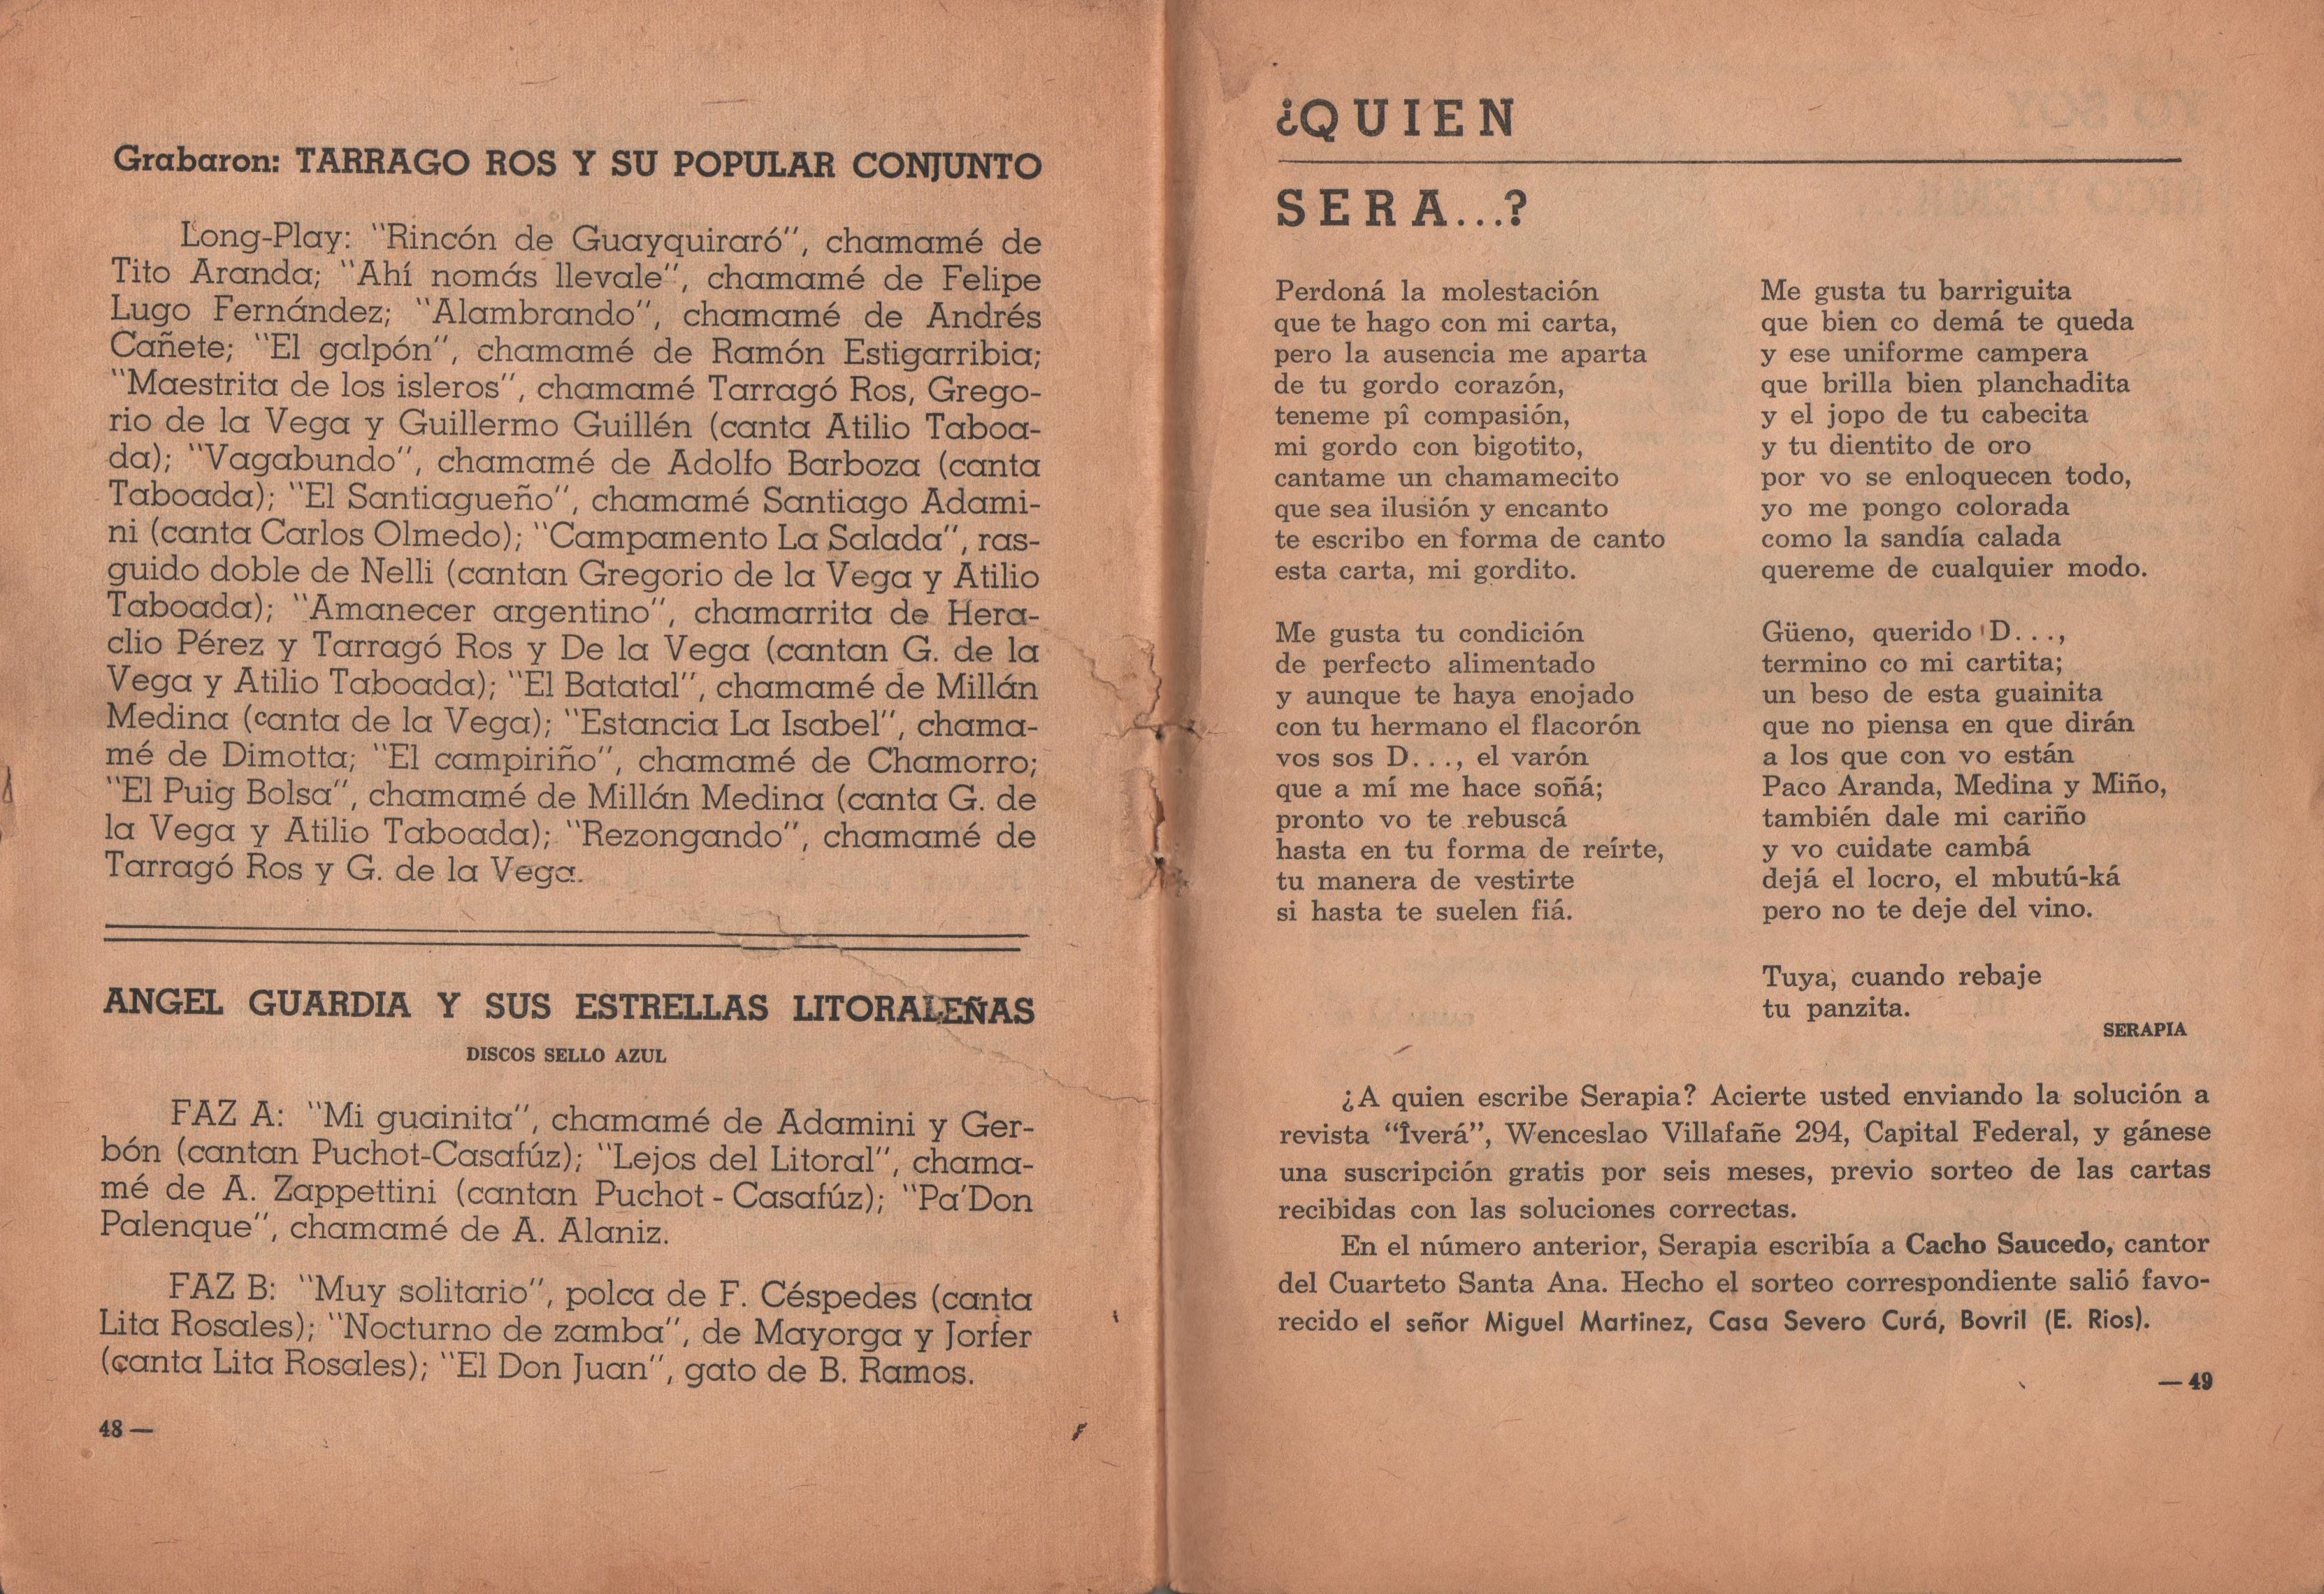 Grabaron: TARRAGO ROS Y SU POPULAR CONJUNTO
Long-Play: "Rincón de Guayquiraró", chamamé de
Tito Aranda; "Ahí nomás llevale", chamamé de Felipe
Lugo Fernández; "Alambrando", chamamé de Andrés
Cañete; "El galpón", chamamé de Ramón Estigarribia;
"Maestrita de los isleros", chamamé Tarragó Ros, Grego-
rio de la Vega y Guillermo Guillén (canta Atilio Taboa-
da); "Vagabundo", chamamé de Adolfo Barboza (canta
Taboada); "El Santiagueño", chamamé Santiago Adami-
ni (canta Carlos Olmedo); "Campamento La Salada", ras-
guido doble de Nelli (cantan Gregorio de la Vega y Atilio
Taboada); "Amanecer argentino", chamarrita de Hera-
clio Pérez y Tarragó Ros y De la Vega (cantan G. de la
Vega y Atilio Taboada); "El Batatal", chamamé de Millán
Medina (canta de la Vega); "Estancia La Isabel", chama-
mé de Dimotta; "El campiriño", chamamé de Chamorro;
"El Puig Bolsa", chamamé de Millán Medina (canta G. de
la Vega y Atilio Taboada); "Rezongando", chamamé de
Tarragó Ros y G. de la Vega.
ANGEL GUARDIA Y SUS ESTRELLAS LITORALEÑAS
DISCOS SELLO AZUL
FAZ A: "Mi guainita", chamamé de Adamini y Ger-
bón (cantan Puchot-Casafúz); "Lejos del Litoral", chama-
mé de A. Zappettini (cantan Puchot - Casafúz); "Pa'Don
Palenque", chamamé de A. Alaniz.
FAZ B: "Muy solitario", polca de F. Céspedes (canta
Lita Rosales); "Nocturno de zamba", de Mayorga y Jorfer
(canta Lita Rosales); "El Don Juan", gato de B. Ramos.
48 —
¿QUIEN
SERA...?
Perdoná la molestación
que te hago con mi carta,
pero la ausencia me aparta
de tu gordo corazón,
teneme pî compasión,
mi gordo con bigotito,
cantame un chamamecito
que sea ilusión y encanto
te escribo en forma de canto
esta carta, mi gordito.
Me gusta tu condición
de perfecto alimentado
y aunque te haya enojado
con tu hermano el flacorón
vos sos D..., el varón
que a mí me hace soñá;
pronto vo te rebuscá
hasta en tu forma de reírte,
tu manera de vestirte
si hasta te suelen fiá.
Me gusta tu barriguita
que bien co demá te queda
y ese uniforme campera
que brilla bien planchadita
y el jopo de tu cabecita
y tu dientito de oro
por vo se enloquecen todo,
yo me pongo colorada
como la sandía calada
quereme de cualquier modo.
Güeno, querido D...,
termino co mi cartita;
un beso de esta guainita
que no piensa en que dirán
a los que con vo están
Paco Aranda, Medina y Miño,
también dale mi cariño
y vo cuidate cambá
dejá el locro, el mbutú-ká
pero no te deje del vino.
Tuya, cuando rebaje
tu panzita.
SERAPIA
¿A quien escribe Serapia? Acierte usted enviando la solución a
revista "Îverá", Wenceslao Villafañe 294, Capital Federal, y gánese
una suscripción gratis por seis meses, previo sorteo de las cartas
recibidas con las soluciones correctas.
En el número anterior, Serapia escribía a Cacho Saucedo, cantor
del Cuarteto Santa Ana. Hecho el sorteo correspondiente salió favo-
recido el señor Miguel Martinez, Casa Severo Curá, Bovril (E. Rios).
— 49